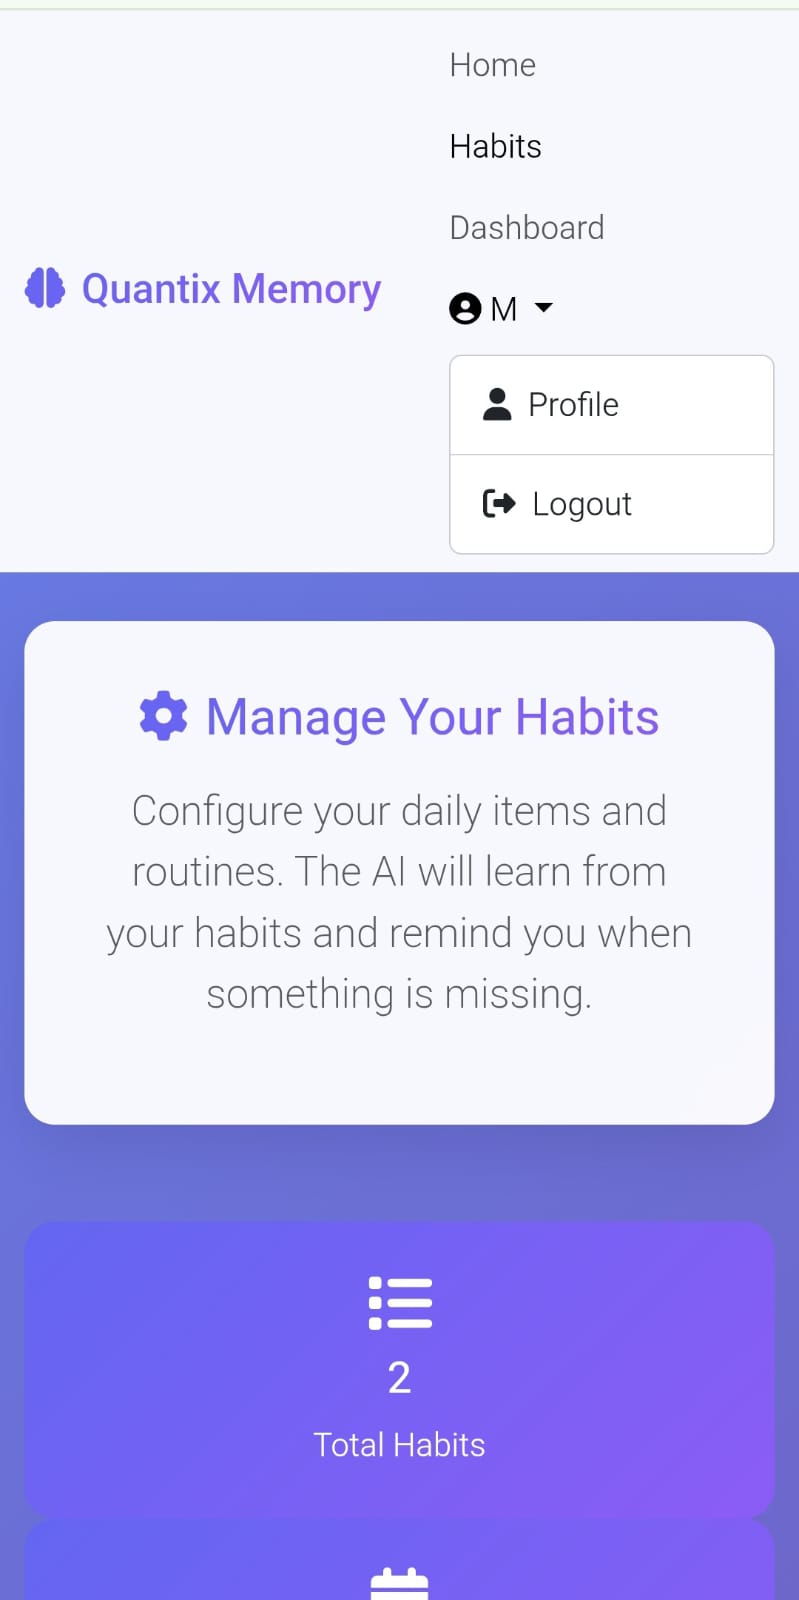 Home
Habits
Dashboard
Quantix Memory
M
Profile
Logout
Manage Your Habits
Configure your daily items and
routines. The AI will learn from
your habits and remind you when
something is missing.
2
Total Habits